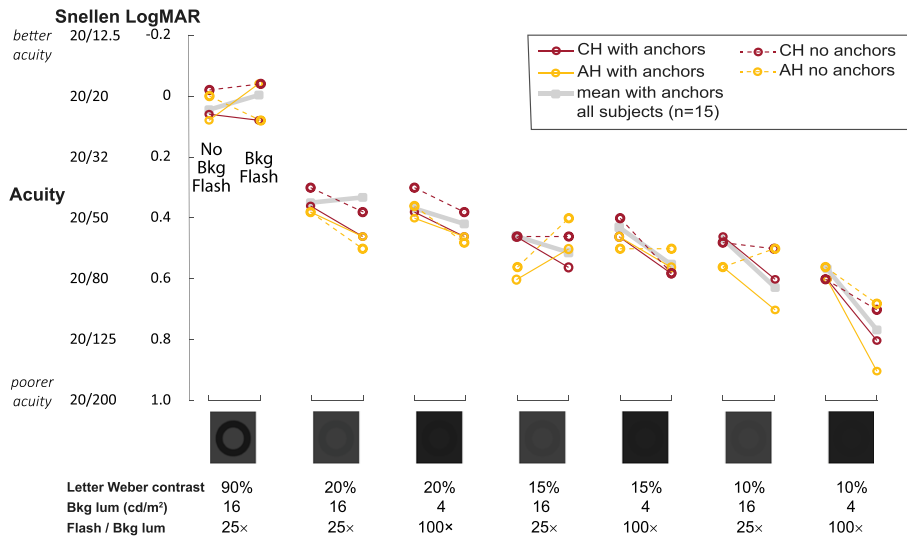 Snellen LogMAR
better acuity
20/12.5 -0.2
20/20 0
20/32 0.2
Acuity
20/50 0.4
20/80 0.6
20/125 0.8
poorer acuity
20/200 1.0
No Bkg Flash
Bkg Flash
CH with anchors
CH no anchors
AH with anchors
AH no anchors
mean with anchors
all subjects (n=15)
Letter Weber contrast 90% 20% 20% 15% 15% 10% 10%
Bkg lum (cd/m²) 16 16 4 16 4 16 4
Flash / Bkg lum 25× 25× 100× 25× 100× 25× 100×